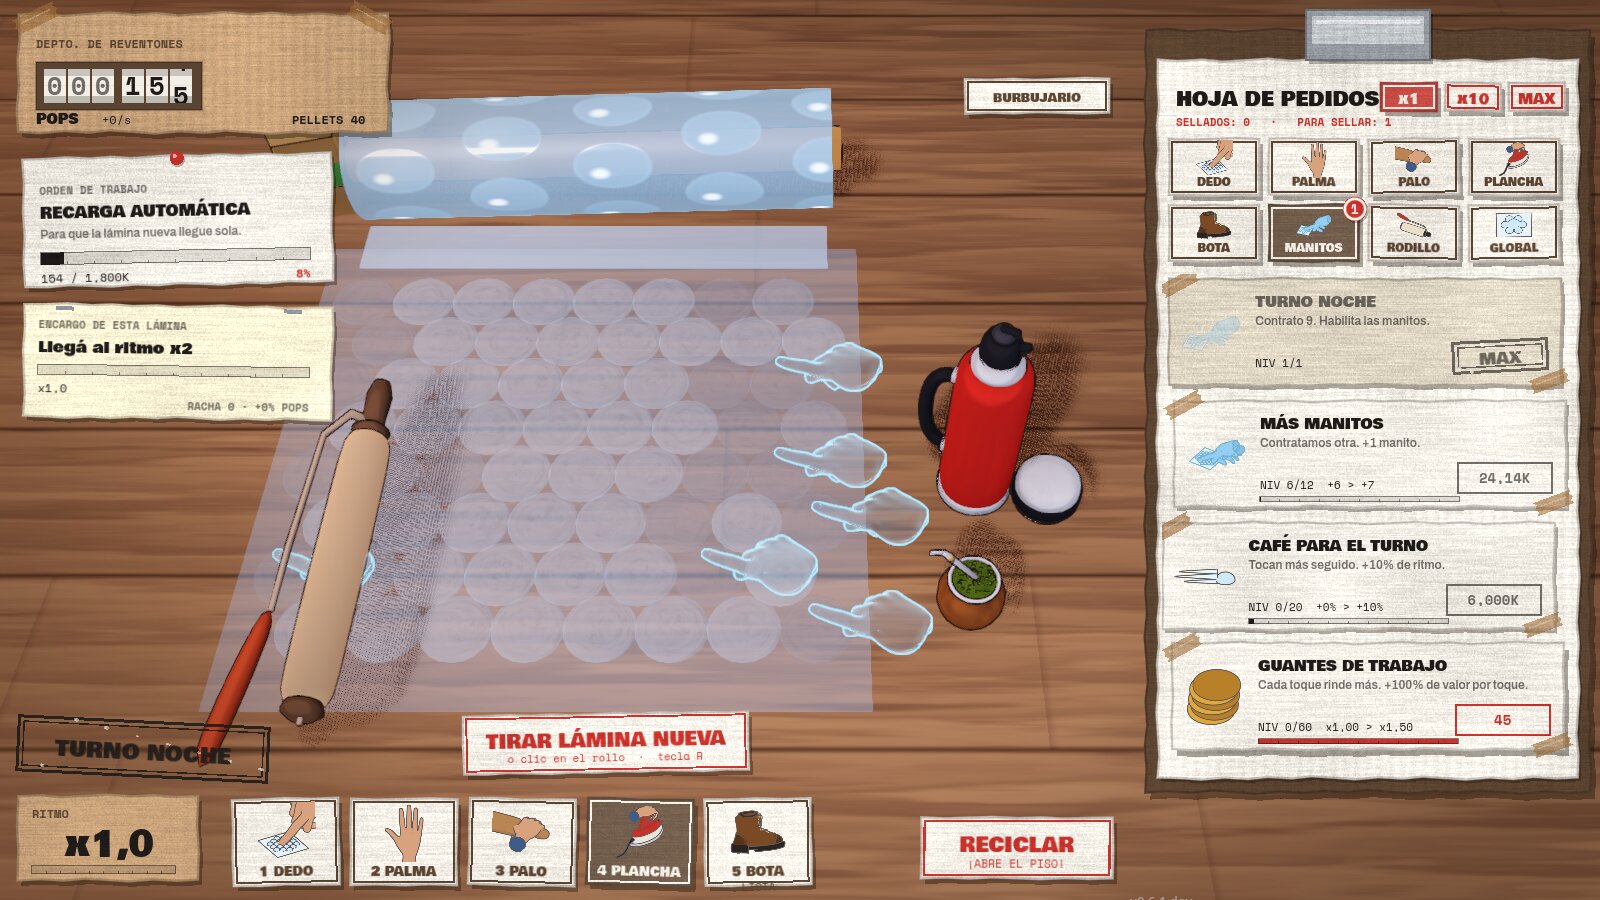 DEPTO. DE REVENTONES
000155
POPS +0/s PELLETS 40
ORDEN DE TRABAJO
RECARGA AUTOMÁTICA
Para que la lámina nueva llegue sola.
154 / 1.800K 8%
ENCARGO DE ESTA LÁMINA
Llegá al ritmo x2
x1.0
RACHA 0 · +0% POPS
TURNO NOCHE
RITMO
x1,0
TIRAR LÁMINA NUEVA
o clic en el rollo · tecla R
1 DEDO
2 PALMA
3 PALO
4 PLANCHA
5 BOTA
RECICLAR
¡ABRE EL PISO!
BURBUJARIO
HOJA DE PEDIDOS x1 x10 MAX
SELLADOS: 0 · PARA SELLAR: 1
DEDO PALMA PALO PLANCHA
1
BOTA MANITOS RODILLO GLOBAL
TURNO NOCHE
Contrato 9. Habilita las manitos.
NIV 1/1 MAX
MÁS MANITOS
Contratamos otra. +1 manito.
NIV 6/12 +6 > +7 24,14K
CAFÉ PARA EL TURNO
Tocan más seguido. +10% de ritmo.
NIV 0/20 +0% > +10% 6,000K
GUANTES DE TRABAJO
Cada toque rinde más. +100% de valor por toque.
NIV 0/60 x1,00 > x1,50 45